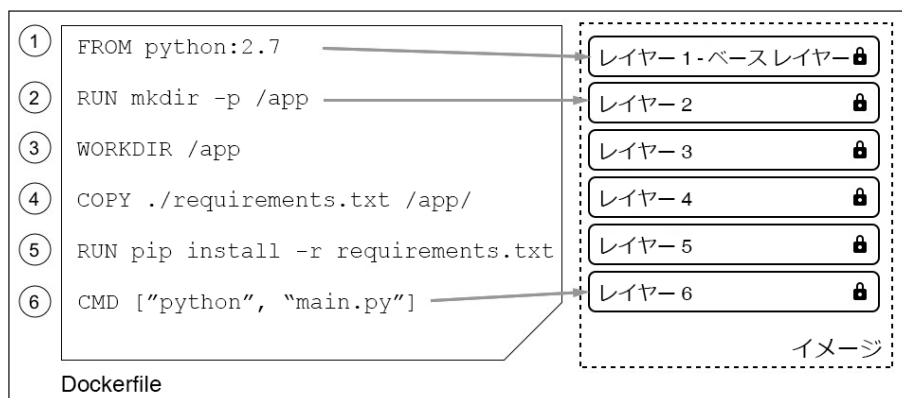 1 FROM python:2.7
2 RUN mkdir -p /app
3 WORKDIR /app
4 COPY ./requirements.txt /app/
5 RUN pip install -r requirements.txt
6 CMD [”python”, “main.py”]
Dockerfile
レイヤー 1 - ベース レイヤー
レイヤー 2
レイヤー 3
レイヤー 4
レイヤー 5
レイヤー 6
イメージ